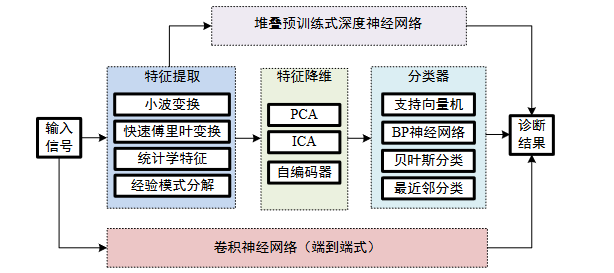 堆叠预训练式深度神经网络
输入
信号
特征提取
小波变换
快速傅里叶变换
统计学特征
经验模式分解
特征降维
PCA
ICA
自编码器
分类器
支持向量机
BP神经网络
贝叶斯分类
最近邻分类
诊断
结果
卷积神经网络（端到端式）